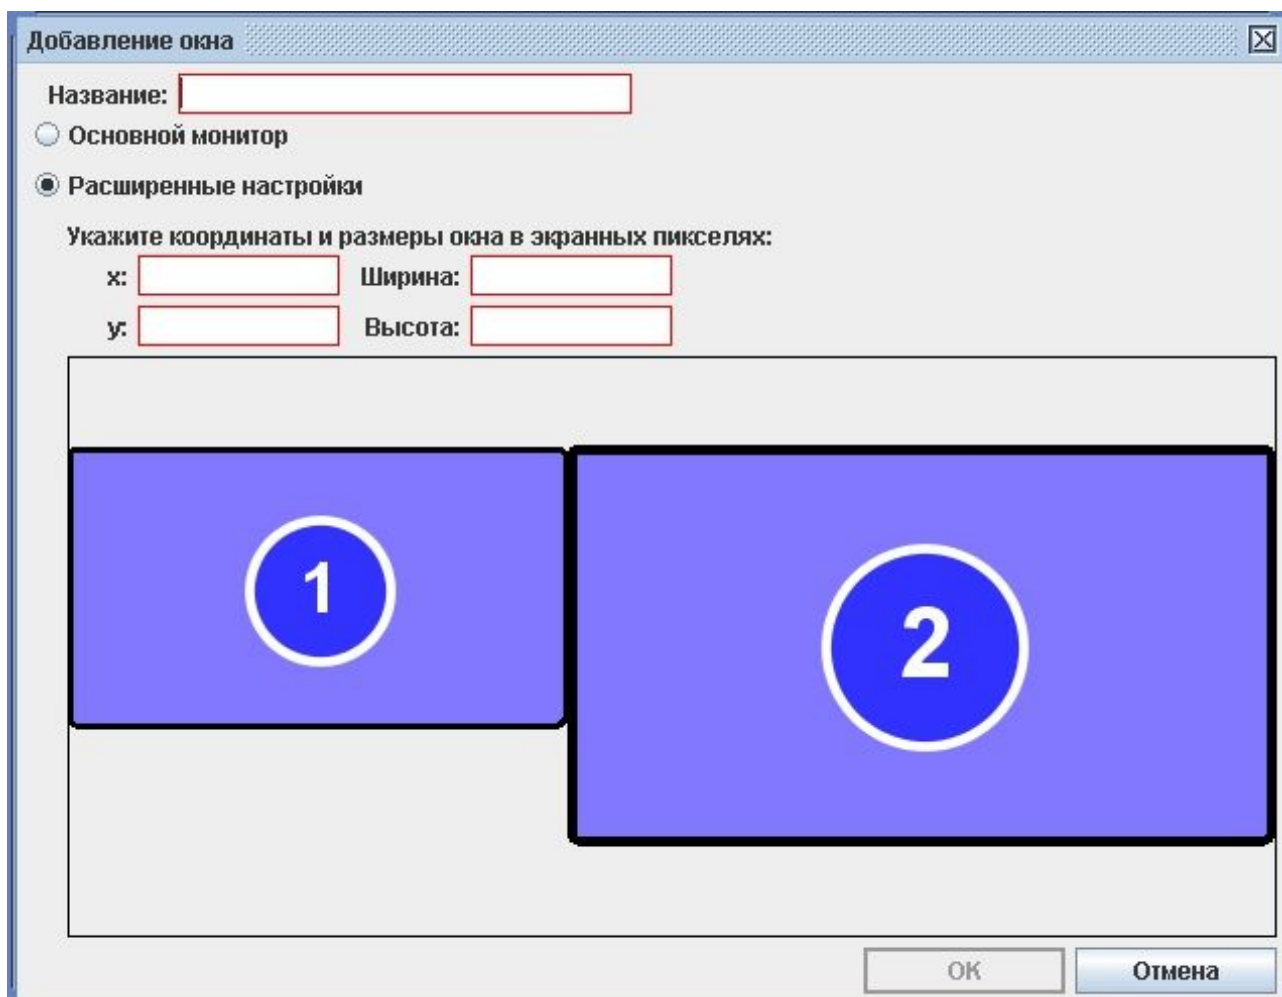 Добавление окна
Название:
Основной монитор
Расширенные настройки
Укажите координаты и размеры окна в экранных пикселях:
x: Ширина:
y: Высота:
1 2
OK Отмена